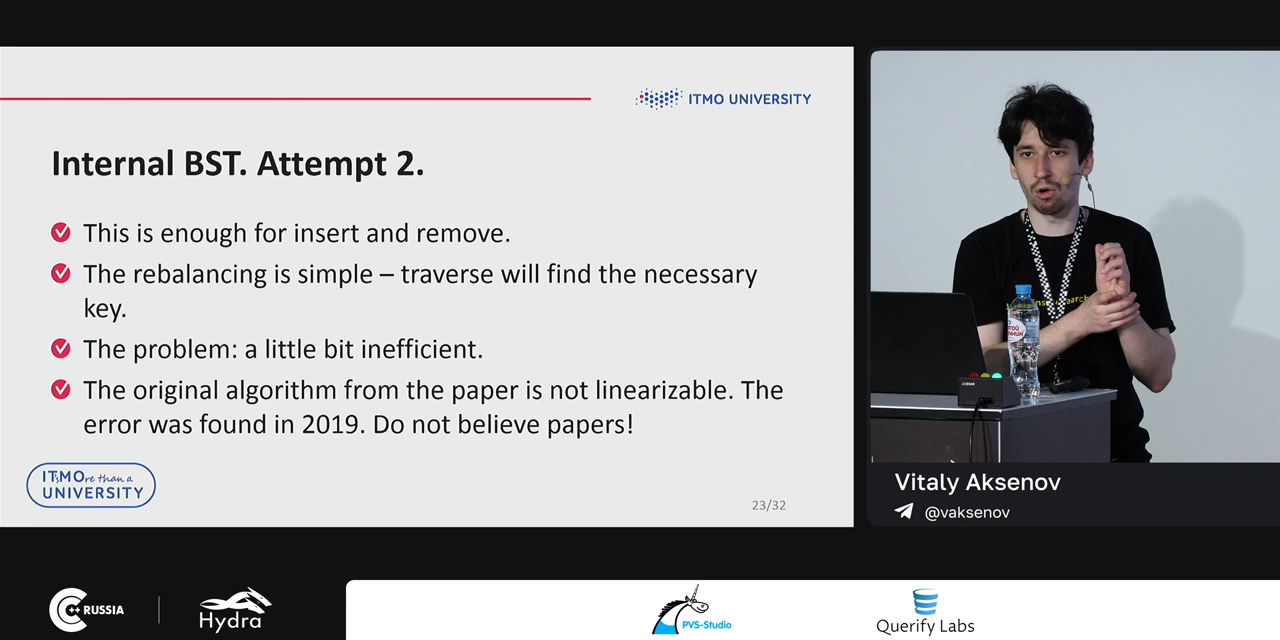 ITMO UNIVERSITY
Internal BST. Attempt 2.
This is enough for insert and remove.
The rebalancing is simple – traverse will find the necessary
key.
The problem: a little bit inefficient.
The original algorithm from the paper is not linearizable. The
error was found in 2019. Do not believe papers!
ITsMOre than a
UNIVERSITY
23/32
Vitaly Aksenov
@vaksenov
C++ RUSSIA
Hydra
PVS-Studio
Querify Labs